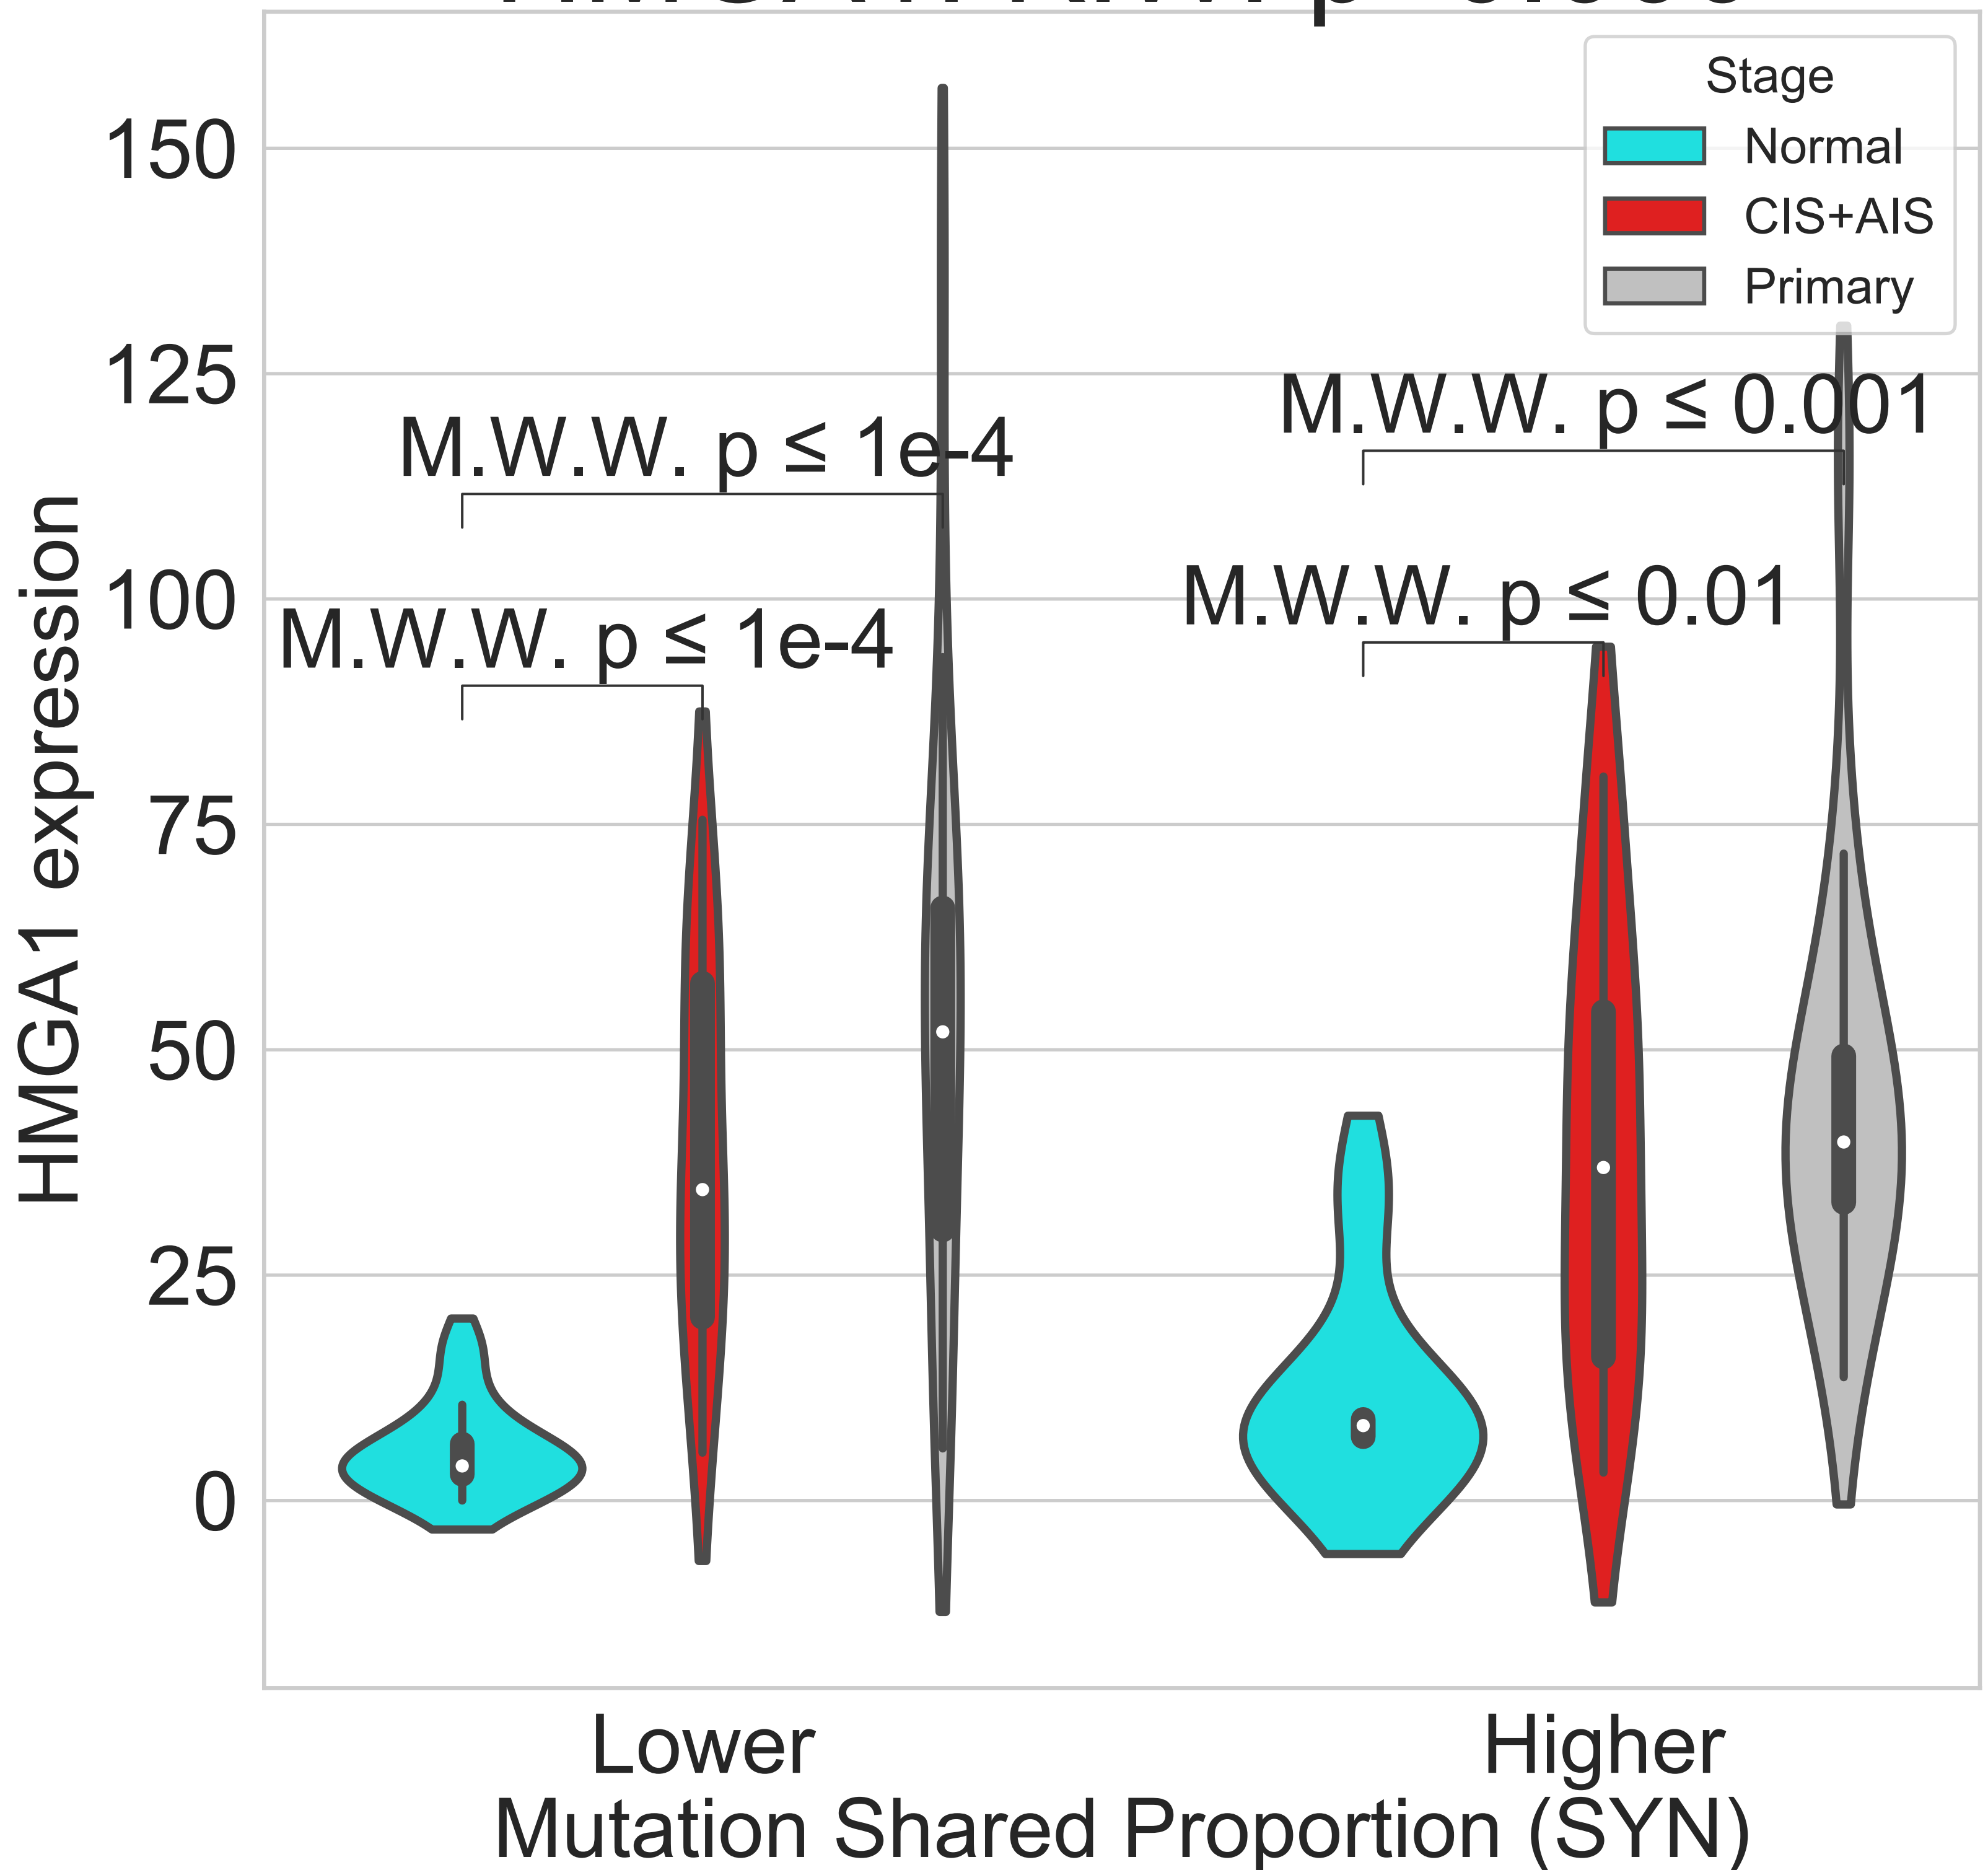 Stage
Normal
CIS+AIS
Primary
150
125
100
75
50
25
0
HMGA1 expression
M.W.W. p ≤ 1e-4
M.W.W. p ≤ 0.001
M.W.W. p ≤ 1e-4
M.W.W. p ≤ 0.01
Lower
Higher
Mutation Shared Proportion (SYN)